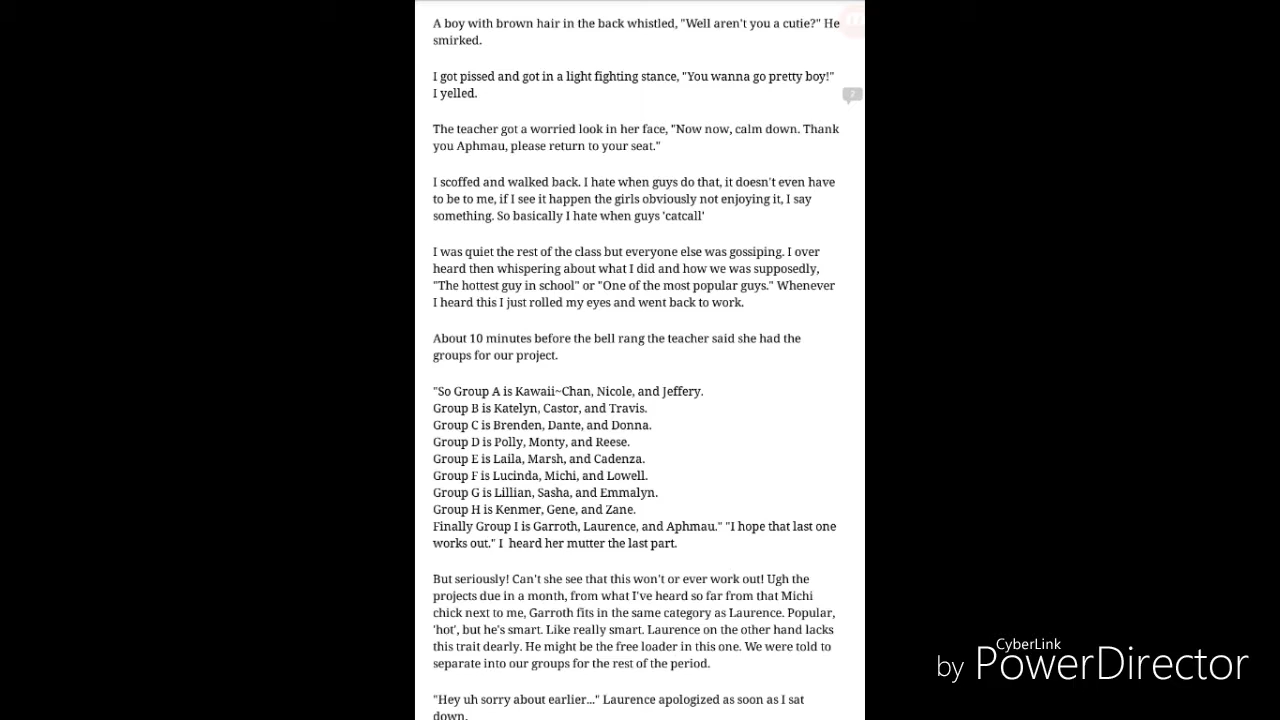 A boy with brown hair in the back whistled, "Well aren't you a cutie?" He
smirked.
I got pissed and got in a light fighting stance, "You wanna go pretty boy!"
I yelled.
2
The teacher got a worried look in her face, "Now now, calm down. Thank
you Aphmau, please return to your seat."
I scoffed and walked back. I hate when guys do that, it doesn't even have
to be to me, if I see it happen the girls obviously not enjoying it, I say
something. So basically I hate when guys 'catcall'
I was quiet the rest of the class but everyone else was gossiping. I over
heard then whispering about what I did and how we was supposedly,
"The hottest guy in school" or "One of the most popular guys." Whenever
I heard this I just rolled my eyes and went back to work.
About 10 minutes before the bell rang the teacher said she had the
groups for our project.
"So Group A is Kawaii~Chan, Nicole, and Jeffery.
Group B is Katelyn, Castor, and Travis.
Group C is Brenden, Dante, and Donna.
Group D is Polly, Monty, and Reese.
Group E is Laila, Marsh, and Cadenza.
Group F is Lucinda, Michi, and Lowell.
Group G is Lillian, Sasha, and Emmalyn.
Group H is Kenmer, Gene, and Zane.
Finally Group I is Garroth, Laurence, and Aphmau." "I hope that last one
works out." I  heard her mutter the last part.
But seriously! Can't she see that this won't or ever work out! Ugh the
projects due in a month, from what I've heard so far from that Michi
chick next to me, Garroth fits in the same category as Laurence. Popular,
'hot', but he's smart. Like really smart. Laurence on the other hand lacks
this trait dearly. He might be the free loader in this one. We were told to
separate into our groups for the rest of the period.
"Hey uh sorry about earlier..." Laurence apologized as soon as I sat
down.
CyberLink
by PowerDirector